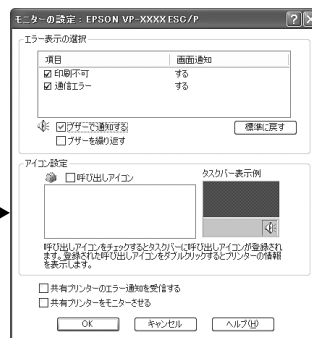 モニターの設定：EPSON VP-XXXX ESC/P
エラー表示の選択
項目 画面通知
印刷不可 する
通信エラー する
ブザーで通知する 標準に戻す
ブザーを繰り返す
アイコン設定
呼び出しアイコン タスクバー表示例
呼び出しアイコンをチェックするとタスクバーに呼び出しアイコンが登録され
ます。登録された呼び出しアイコンをダブルクリックするとプリンターの情報
を表示します。
共有プリンターのエラー通知を受信する
共有プリンターをモニターさせる
OK キャンセル ヘルプ(H)